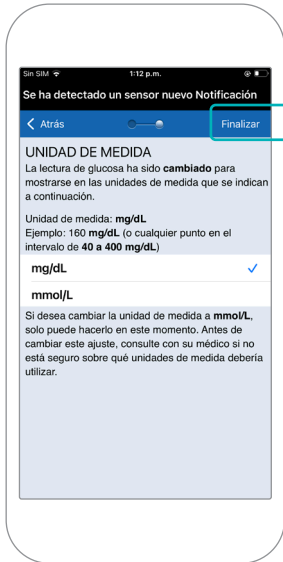 Sin SIM 1:12 p.m.
Se ha detectado un sensor nuevo Notificación
Atrás Finalizar
UNIDAD DE MEDIDA
La lectura de glucosa ha sido cambiado para
mostrarse en las unidades de medida que se indican
a continuación.
Unidad de medida: mg/dL
Ejemplo: 160 mg/dL (o cualquier punto en el
intervalo de 40 a 400 mg/dL)
mg/dL
mmol/L
Si desea cambiar la unidad de medida a mmol/L,
solo puede hacerlo en este momento. Antes de
cambiar este ajuste, consulte con su médico si no
está seguro sobre qué unidades de medida debería
utilizar.